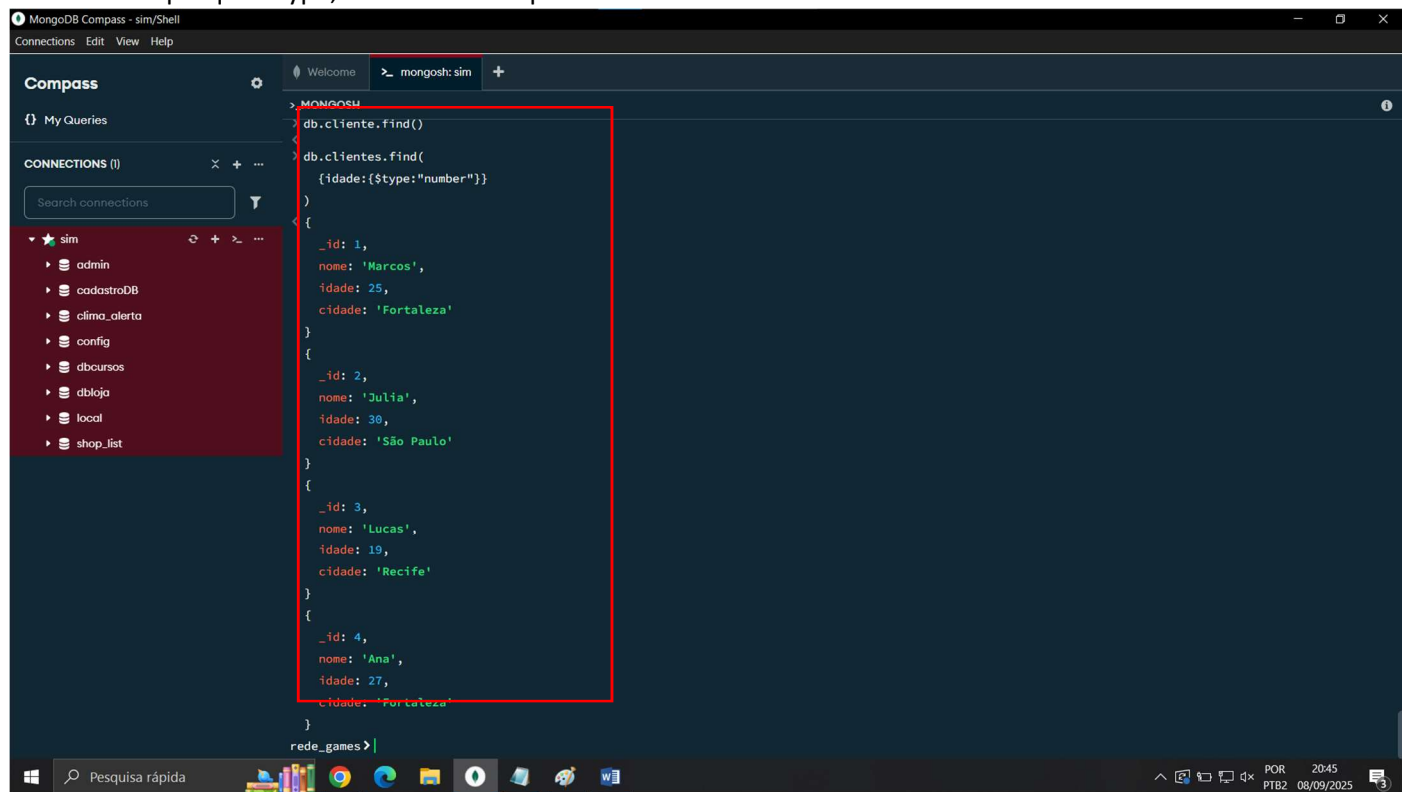 MongoDB Compass - sim/Shell
Connections Edit View Help
Compass
{} My Queries
CONNECTIONS (1)
Search connections
sim
admin
cadastroDB
clima_alerta
config
dbcursos
dbloja
local
shop_list
Welcome
>_ mongosh: sim +
>_MONGOSH
> db.cliente.find()
<
> db.clientes.find(
{idade:{$type:"number"}}
)
< {
_id: 1,
nome: 'Marcos',
idade: 25,
cidade: 'Fortaleza'
}
{
_id: 2,
nome: 'Julia',
idade: 30,
cidade: 'São Paulo'
}
{
_id: 3,
nome: 'Lucas',
idade: 19,
cidade: 'Recife'
}
{
_id: 4,
nome: 'Ana',
idade: 27,
cidade: 'Fortaleza'
}
rede_games>
Pesquisa rápida
POR
PTB2
20:45
08/09/2025
3